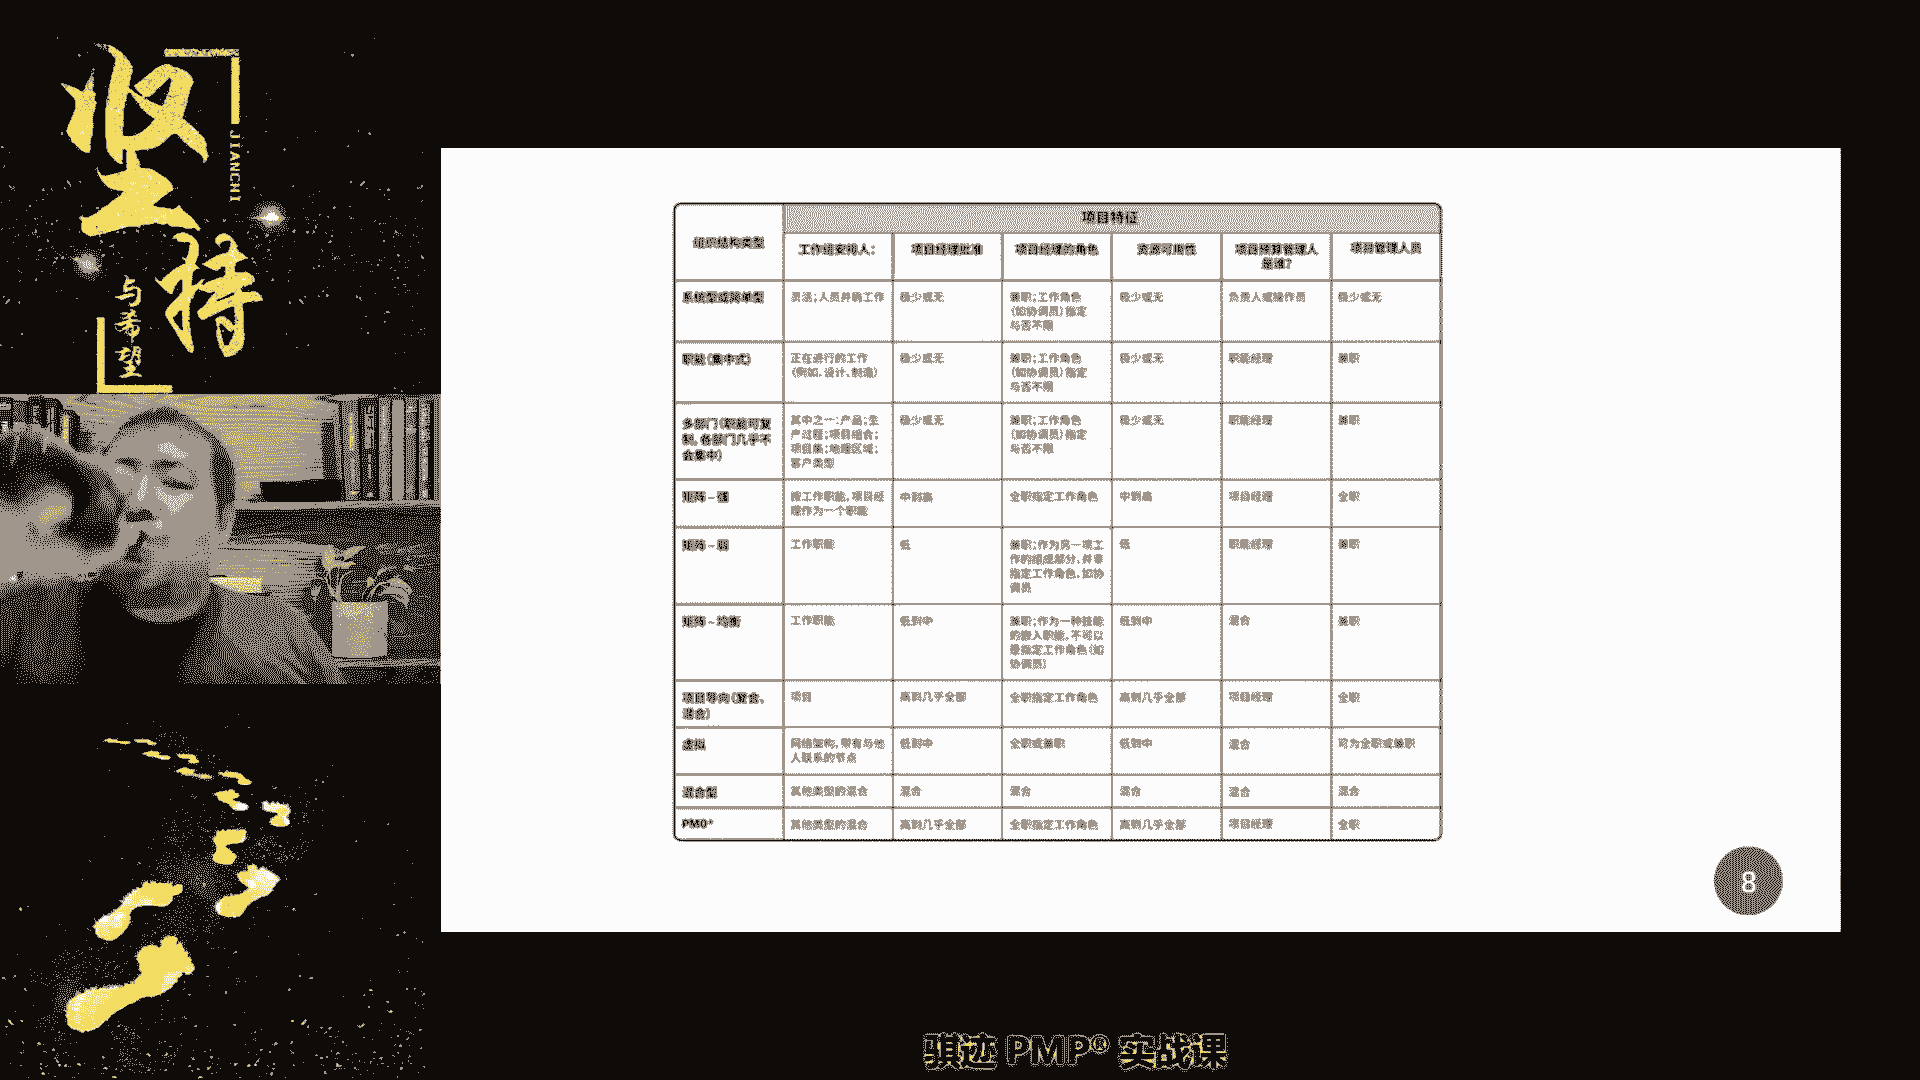 坚持
JIANCHI
与希望
项目特征
组织结构类型
工作组安排人：
项目经理批准
项目经理的角色
资源可用性
项目预算管理人
是谁？
项目管理人员
系统型或简单型
灵活；人员并肩工作
极少或无
兼职；工作角色
（如协调员）指定
与否不限
极少或无
负责人或操作员
极少或无
职能（集中式）
正在进行的工作
（例如，设计、制造）
极少或无
兼职；工作角色
（如协调员）指定
与否不限
极少或无
职能经理
兼职
多部门（职能可复
制，各部门几乎不
会集中）
其中之一：产品；生
产过程；项目组合；
项目集；地理区域；
客户类型
极少或无
兼职；工作角色
（如协调员）指定
与否不限
极少或无
职能经理
兼职
矩阵 – 强
按工作职能，项目经
理作为一个职能
中到高
全职指定工作角色
中到高
项目经理
全职
矩阵 – 弱
工作职能
低
兼职；作为另一项工
作的组成部分，并非
指定工作角色，如协
调员
低
职能经理
兼职
矩阵 – 均衡
工作职能
低到中
兼职；作为一种技能
的嵌入职能，不可以
是指定工作角色（如
协调员）
低到中
混合
兼职
项目导向（复合、
混合）
项目
高到几乎全部
全职指定工作角色
高到几乎全部
项目经理
全职
虚拟
网络架构，带有与他
人联系的节点
低到中
全职或兼职
低到中
混合
可为全职或兼职
混合型
其他类型的混合
混合
混合
混合
混合
混合
PMO*
其他类型的混合
高到几乎全部
全职指定工作角色
高到几乎全部
项目经理
全职
8
骐迹 PMP® 实战课